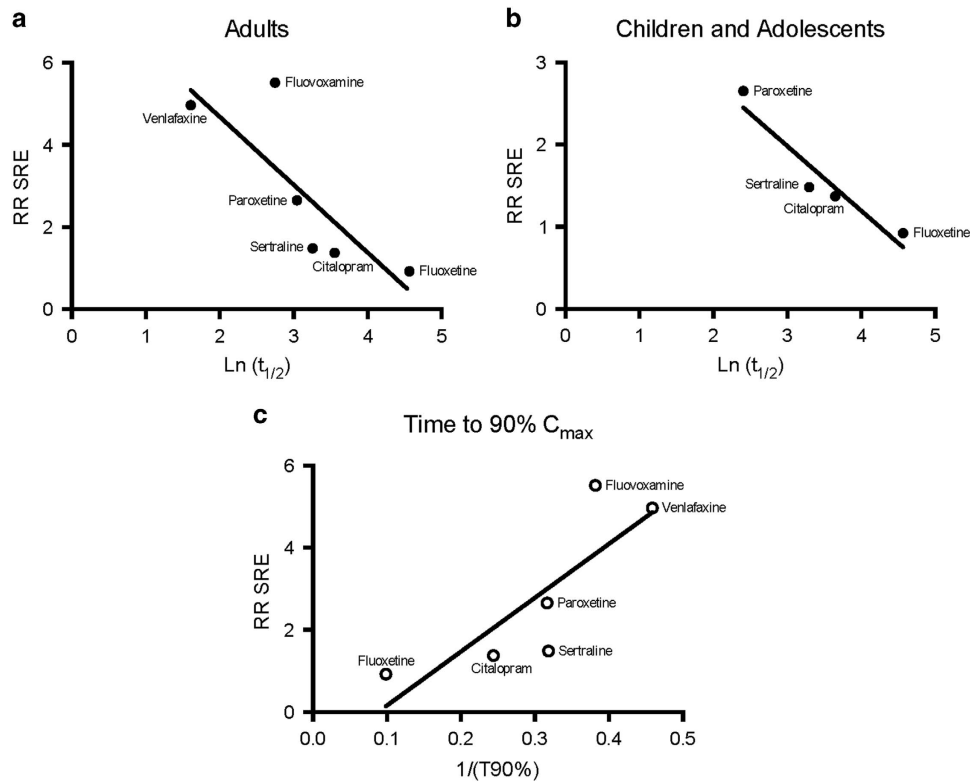 a
Adults
6
4
2
0
RR SRE
Fluovoxamine
Venlafaxine
Paroxetine
Sertraline
Citalopram
Fluoxetine
0 1 2 3 4 5
Ln (t1/2)
b
Children and Adolescents
3
2
1
0
RR SRE
Paroxetine
Sertraline
Citalopram
Fluoxetine
0 1 2 3 4 5
Ln (t1/2)
c
Time to 90% Cmax
6
4
2
0
RR SRE
Fluovoxamine
Venlafaxine
Paroxetine
Sertraline
Fluoxetine
Citalopram
0.0 0.1 0.2 0.3 0.4 0.5
1/(T90%)